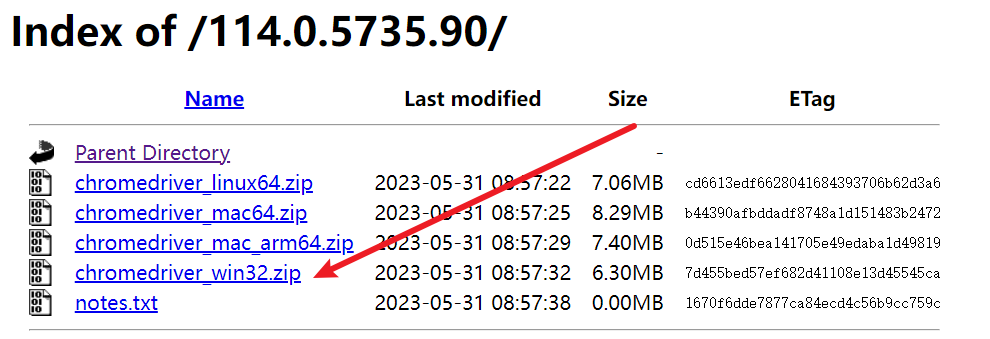 Index of /114.0.5735.90/
Name Last modified Size ETag
Parent Directory -
chromedriver_linux64.zip 2023-05-31 08:57:22 7.06MB cd6613edf6628041684393706b62d3a6
chromedriver_mac64.zip 2023-05-31 08:57:25 8.29MB b44390afbddadf8748a1d151483b2472
chromedriver_mac_arm64.zip 2023-05-31 08:57:29 7.40MB 0d515e46bea141705e49edaba1d49819
chromedriver_win32.zip 2023-05-31 08:57:32 6.30MB 7d455bed57ef682d41108e13d45545ca
notes.txt 2023-05-31 08:57:38 0.00MB 1670f6dde7877ca84ecd4c56b9cc759c